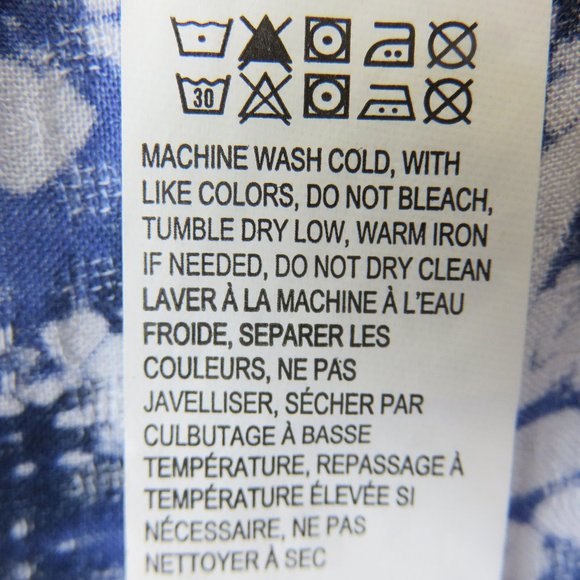 30
MACHINE WASH COLD, WITH
LIKE COLORS, DO NOT BLEACH,
TUMBLE DRY LOW, WARM IRON
IF NEEDED, DO NOT DRY CLEAN
LAVER À LA MACHINE À L'EAU
FROIDE, SEPARER LES
COULEURS, NE PAS
JAVELLISER, SÉCHER PAR
CULBUTAGE À BASSE
TEMPÉRATURE, REPASSAGE À
TEMPÉRATURE ÉLEVÉE SI
NÉCESSAIRE, NE PAS
NETTOYER À SEC